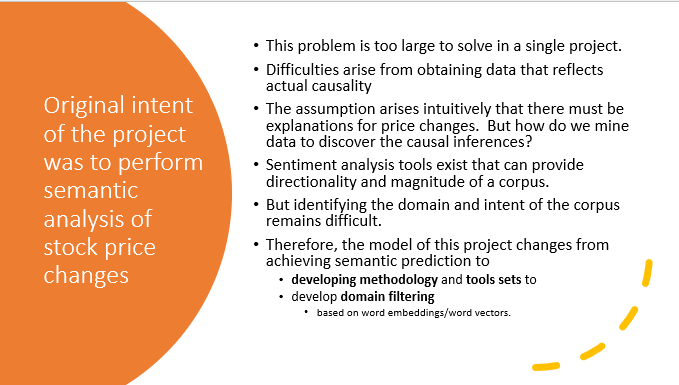 Original intent
of the project
was to perform
semantic
analysis of
stock price
changes
• This problem is too large to solve in a single project.
• Difficulties arise from obtaining data that reflects
actual causality
• The assumption arises intuitively that there must be
explanations for price changes.  But how do we mine
data to discover the causal inferences?
• Sentiment analysis tools exist that can provide
directionality and magnitude of a corpus.
• But identifying the domain and intent of the corpus
remains difficult.
• Therefore, the model of this project changes from
achieving semantic prediction to
• developing methodology and tools sets to
• develop domain filtering
• based on word embeddings/word vectors.